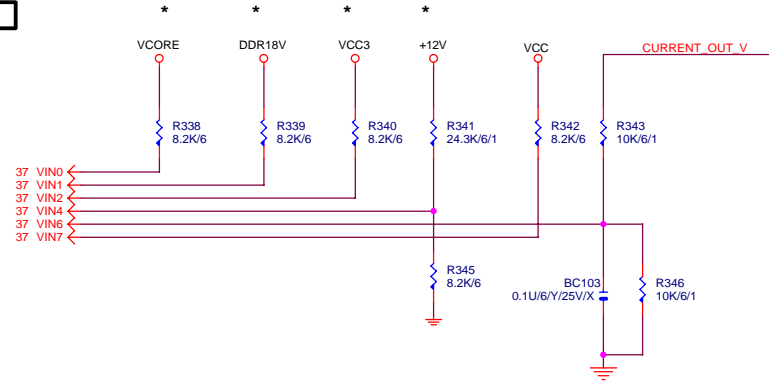 * * * *
VCORE DDR18V VCC3 +12V VCC CURRENT_OUT_V
R338 R339 R340 R341 R342 R343
8.2K/6 8.2K/6 8.2K/6 24.3K/6/1 8.2K/6 10K/6/1
37 VIN0
37 VIN1
37 VIN2
37 VIN4
37 VIN6
37 VIN7
R345
8.2K/6
BC103
0.1U/6/Y/25V/X
R346
10K/6/1